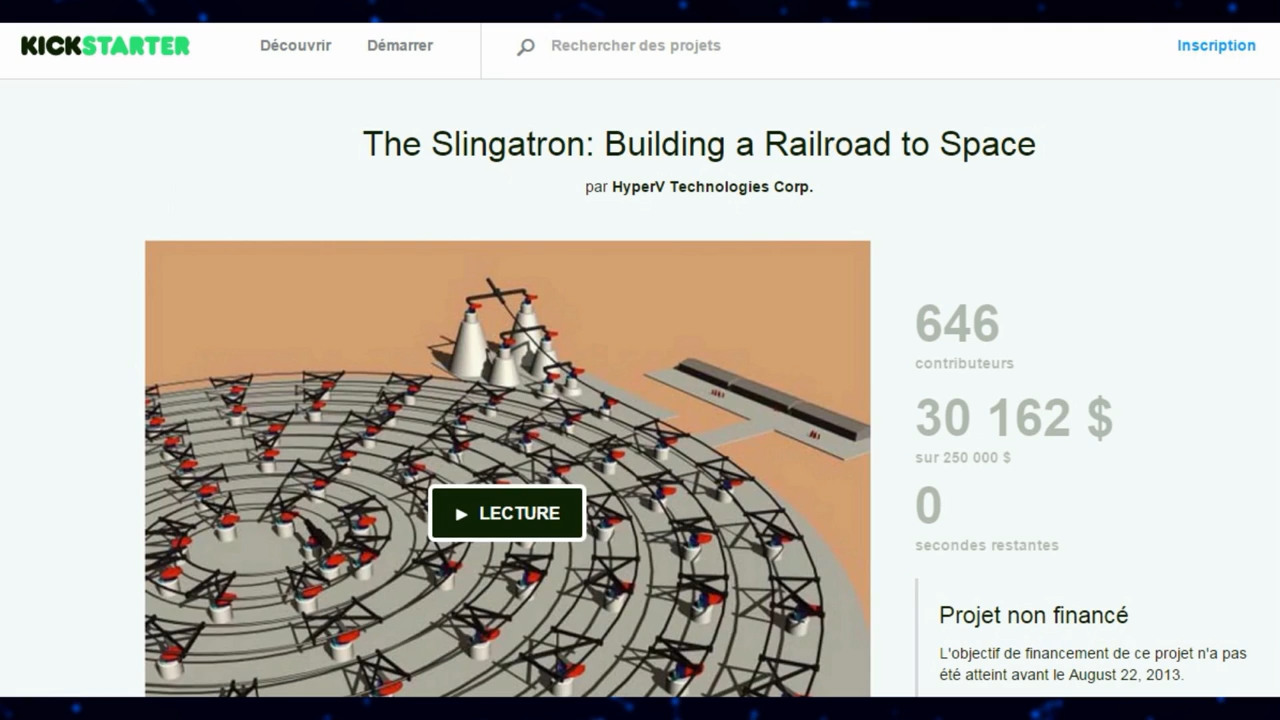 KICKSTARTER
Découvrir
Démarrer
Rechercher des projets
Inscription
The Slingatron: Building a Railroad to Space
par HyperV Technologies Corp.
LECTURE
646
contributeurs
30 162 $
sur 250 000 $
0
secondes restantes
Projet non financé
L'objectif de financement de ce projet n'a pas
été atteint avant le August 22, 2013.